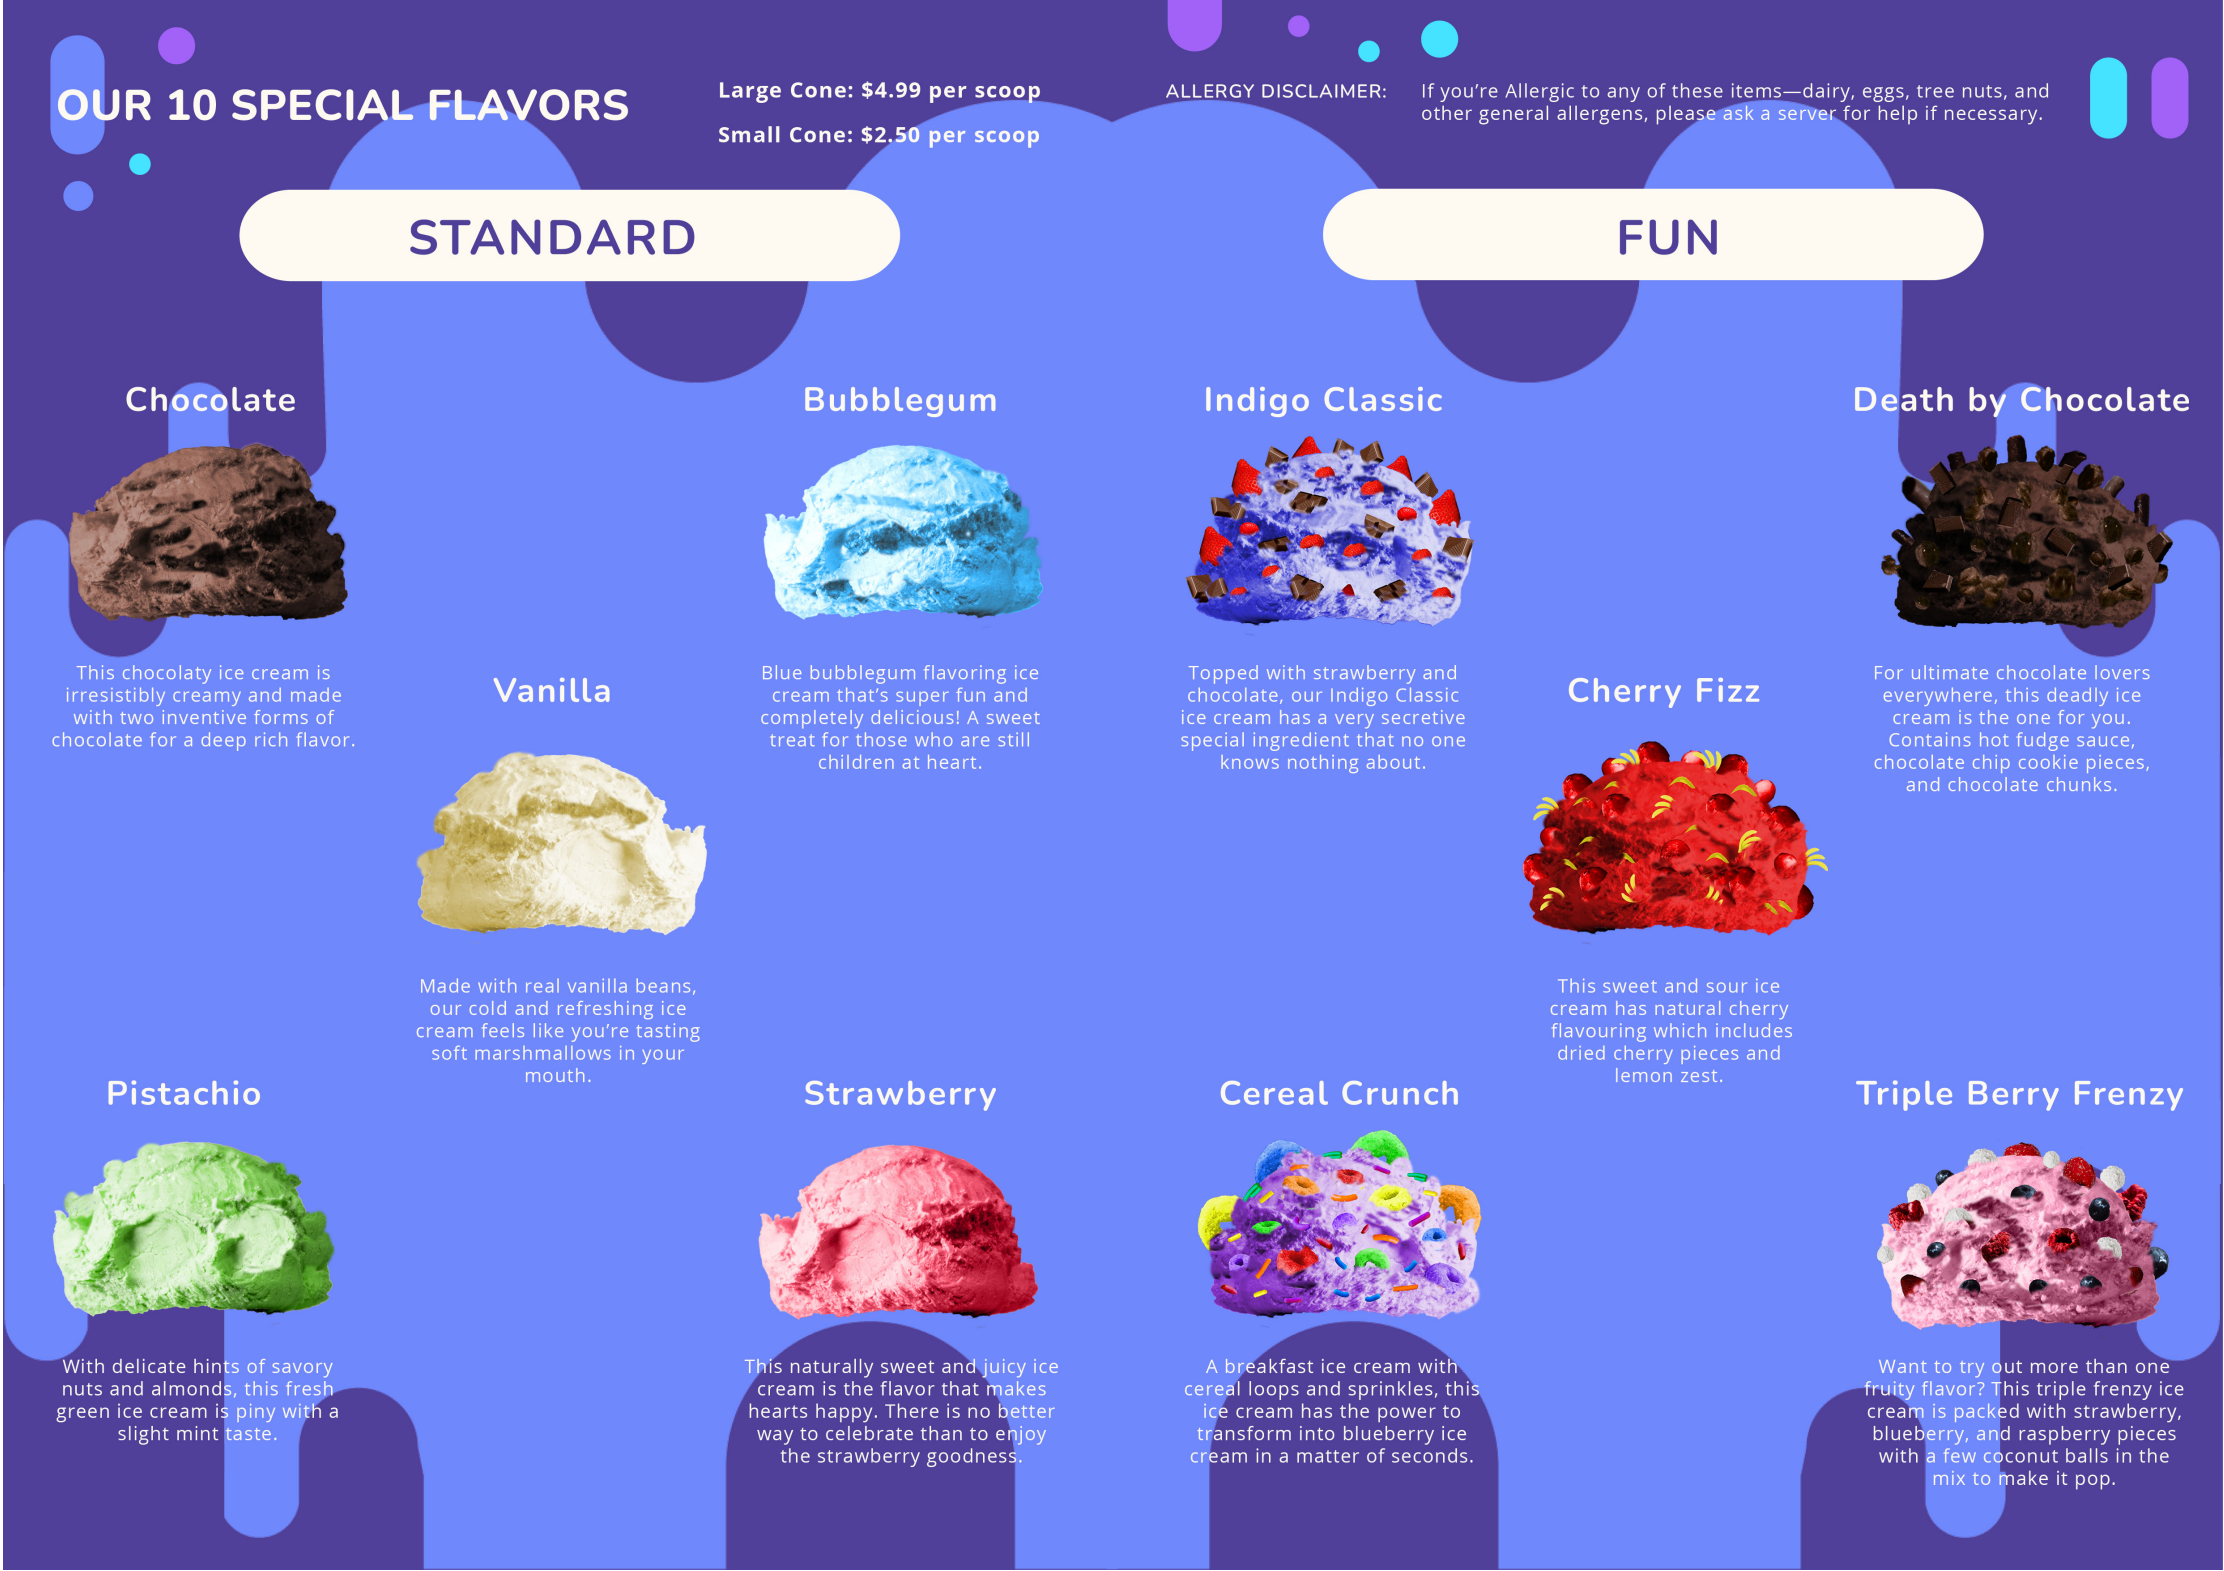 OUR 10 SPECIAL FLAVORS
Large Cone: $4.99 per scoop
Small Cone: $2.50 per scoop
ALLERGY DISCLAIMER:
If you’re Allergic to any of these items—dairy, eggs, tree nuts, and
other general allergens, please ask a server for help if necessary.
STANDARD
Chocolate
This chocolaty ice cream is
irresistibly creamy and made
with two inventive forms of
chocolate for a deep rich flavor.
Vanilla
Made with real vanilla beans,
our cold and refreshing ice
cream feels like you’re tasting
soft marshmallows in your
mouth.
Bubblegum
Blue bubblegum flavoring ice
cream that’s super fun and
completely delicious! A sweet
treat for those who are still
children at heart.
Pistachio
With delicate hints of savory
nuts and almonds, this fresh
green ice cream is piny with a
slight mint taste.
Strawberry
This naturally sweet and juicy ice
cream is the flavor that makes
hearts happy. There is no better
way to celebrate than to enjoy
the strawberry goodness.
FUN
Indigo Classic
Topped with strawberry and
chocolate, our Indigo Classic
ice cream has a very secretive
special ingredient that no one
knows nothing about.
Cherry Fizz
This sweet and sour ice
cream has natural cherry
flavouring which includes
dried cherry pieces and
lemon zest.
Death by Chocolate
For ultimate chocolate lovers
everywhere, this deadly ice
cream is the one for you.
Contains hot fudge sauce,
chocolate chip cookie pieces,
and chocolate chunks.
Cereal Crunch
A breakfast ice cream with
cereal loops and sprinkles, this
ice cream has the power to
transform into blueberry ice
cream in a matter of seconds.
Triple Berry Frenzy
Want to try out more than one
fruity flavor? This triple frenzy ice
cream is packed with strawberry,
blueberry, and raspberry pieces
with a few coconut balls in the
mix to make it pop.